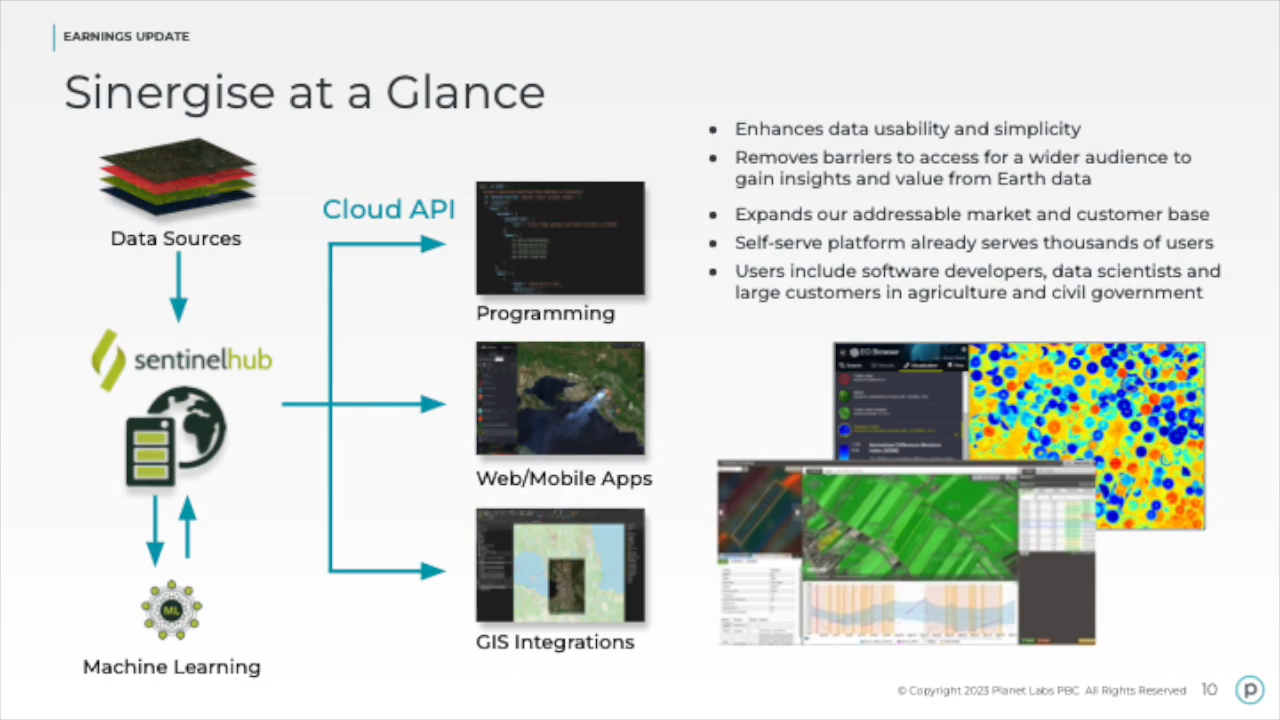 EARNINGS UPDATE
Sinergise at a Glance
Data Sources
sentinelhub
ML
Machine Learning
Cloud API
Programming
Web/Mobile Apps
GIS Integrations
• Enhances data usability and simplicity
• Removes barriers to access for a wider audience to
gain insights and value from Earth data
• Expands our addressable market and customer base
• Self-serve platform already serves thousands of users
• Users include software developers, data scientists and
large customers in agriculture and civil government
EO Browser
© Copyright 2023 Planet Labs PBC All Rights Reserved
10
p